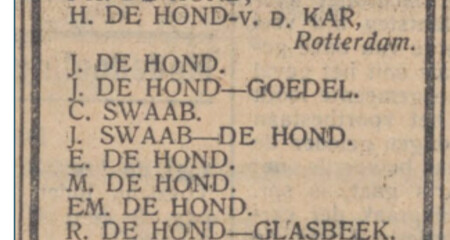 H. DE HOND-v. D. KAR,
Rotterdam.
J. DE HOND.
J. DE HOND—GOEDEL.
C. SWAAB.
J. SWAAB—DE HOND.
E. DE HOND.
M. DE HOND.
EM. DE HOND.
R. DE HOND—GLASBEEK.